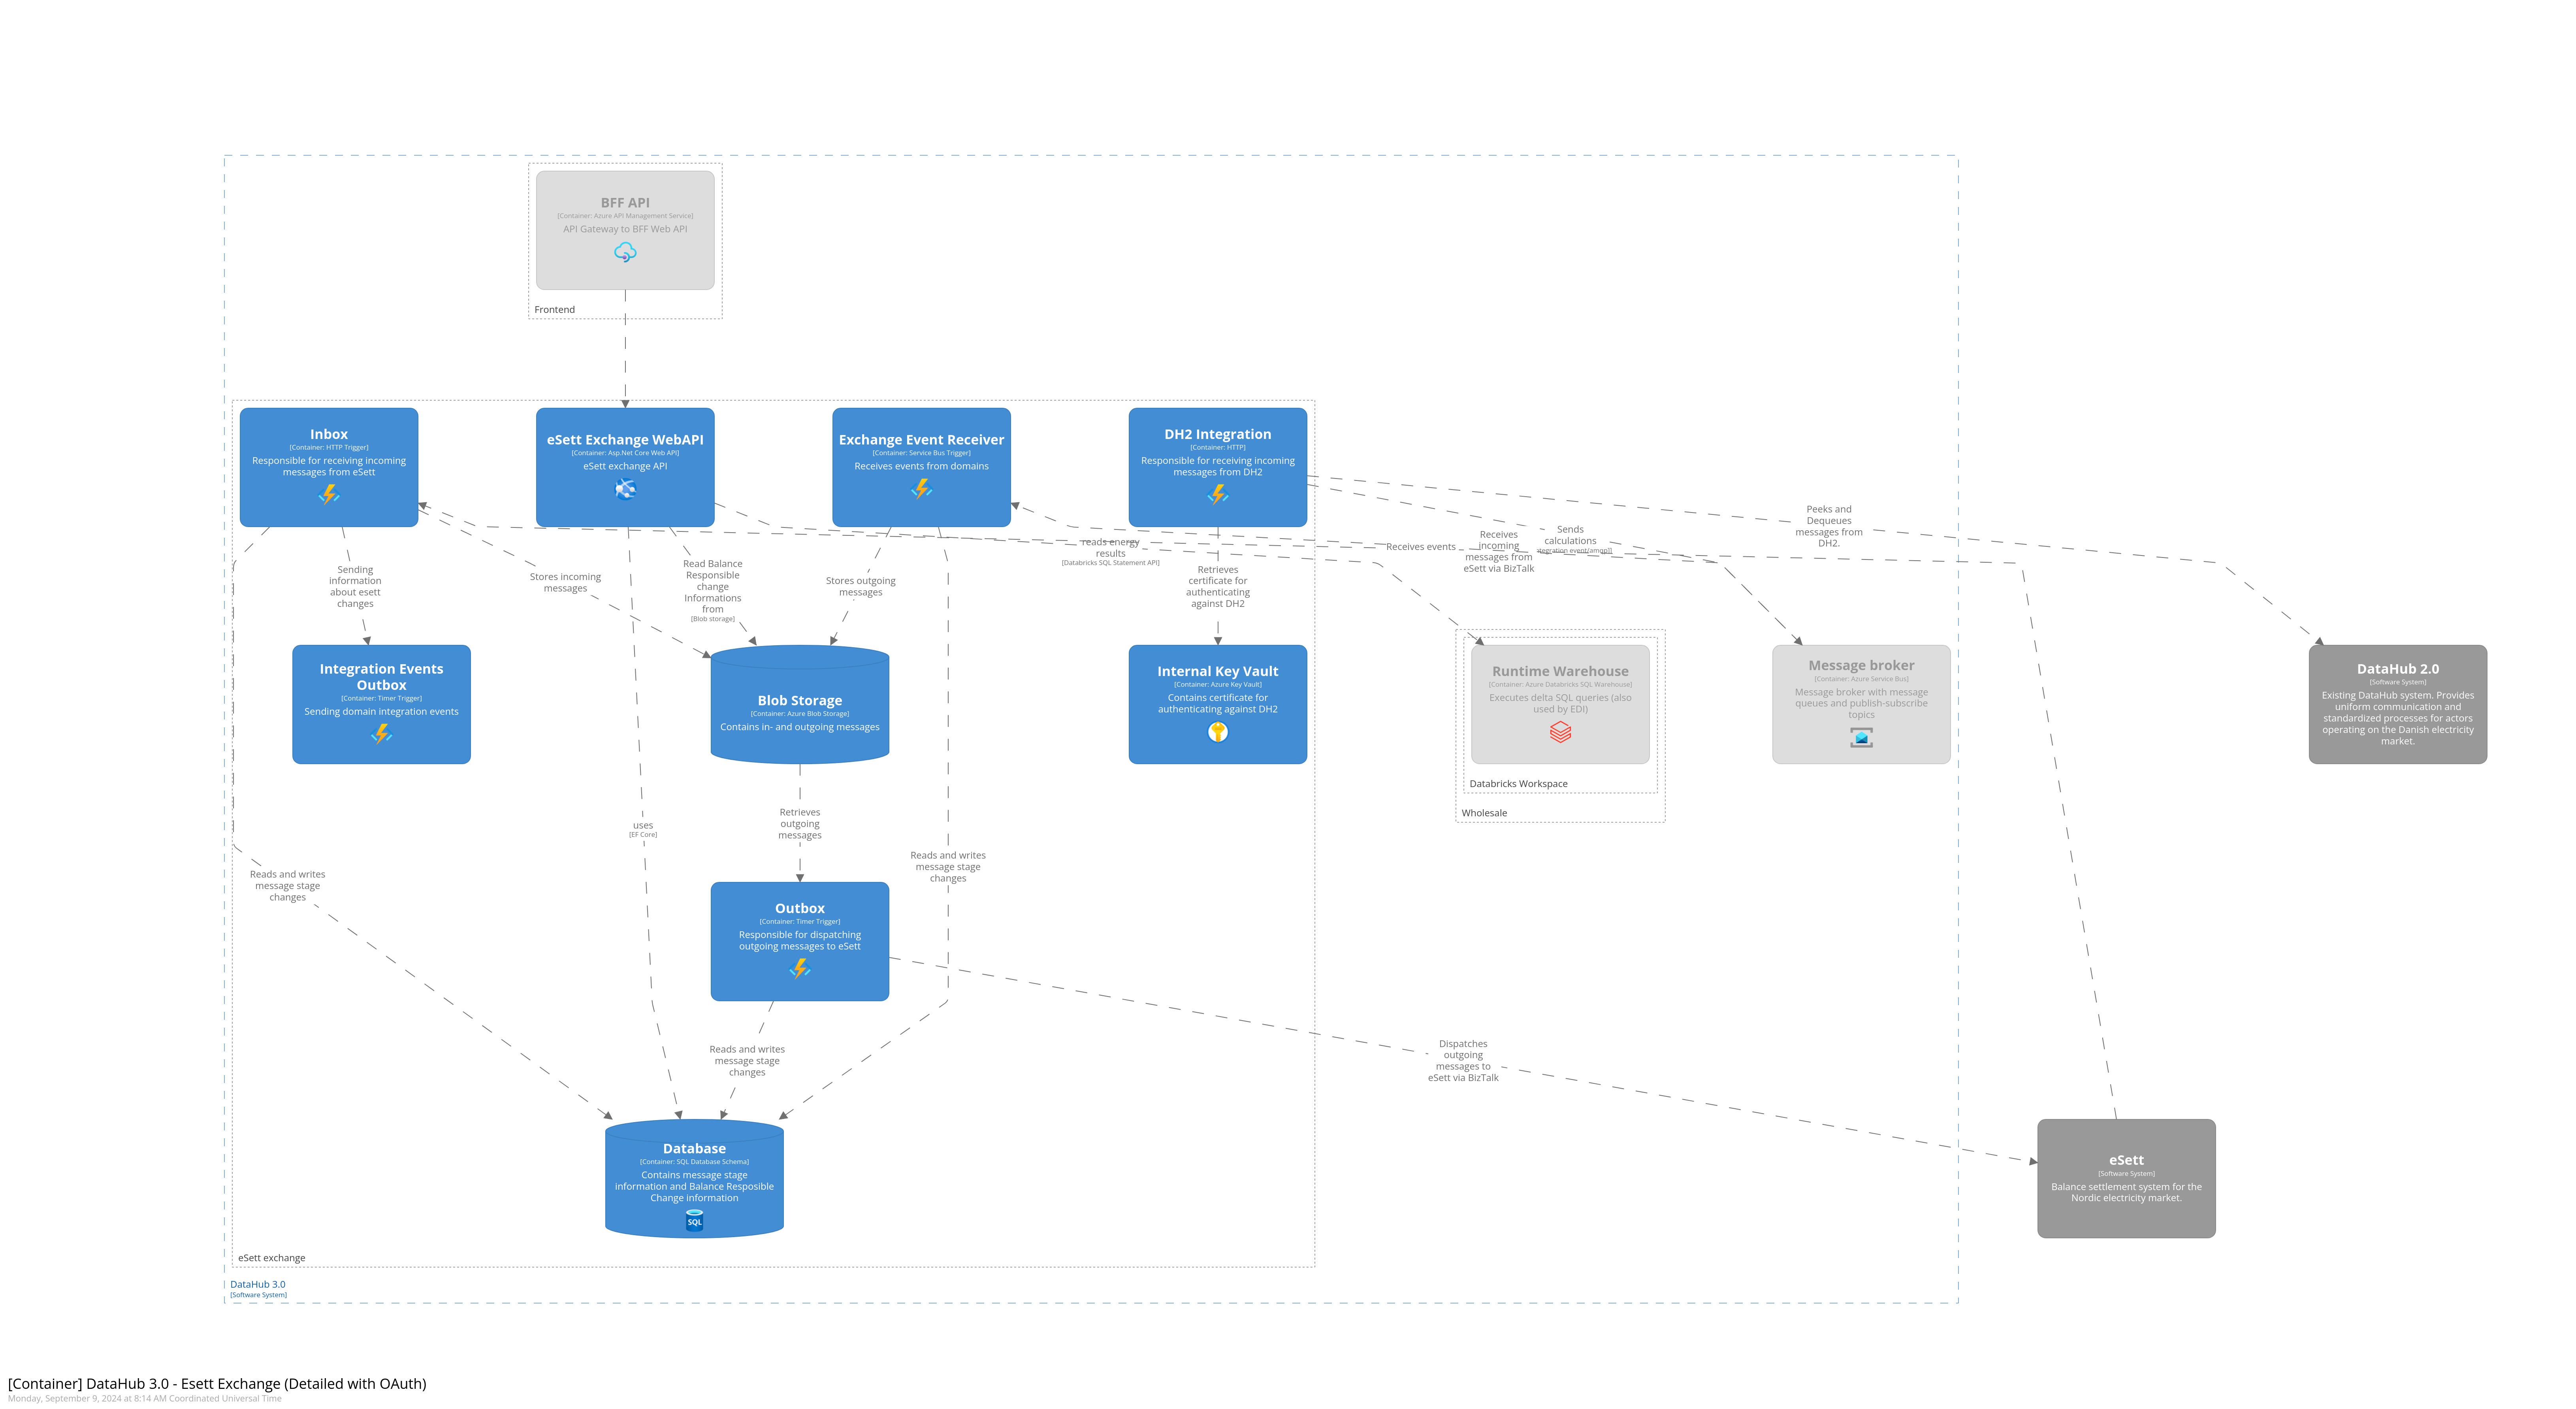 BFF API
[Container: Azure API Management Service]
API Gateway to BFF Web API
Frontend
Inbox
[Container: HTTP Trigger]
Responsible for receiving incoming
messages from eSett
eSett Exchange WebAPI
[Container: Asp.Net Core Web API]
eSett exchange API
Exchange Event Receiver
[Container: Service Bus Trigger]
Receives events from domains
DH2 Integration
[Container: HTTP]
Responsible for receiving incoming
messages from DH2
Peeks and
Dequeues
messages from
DH2.
Sends
calculations
Receives
incoming
messages from
eSett via BizTalk
Receives events
reads energy
results
[Databricks SQL Statement API]
Sending
information
about esett
changes
Stores incoming
messages
Read Balance
Responsible
change
Informations
from
[Blob storage]
Stores outgoing
messages
Retrieves
certificate for
authenticating
against DH2
Integration Events
Outbox
[Container: Timer Trigger]
Sending domain integration events
Blob Storage
[Container: Azure Blob Storage]
Contains in- and outgoing messages
Internal Key Vault
[Container: Azure Key Vault]
Contains certificate for
authenticating against DH2
Runtime Warehouse
[Container: Azure Databricks SQL Warehouse]
Executes delta SQL queries (also
used by EDI)
Databricks Workspace
Wholesale
Message broker
[Container: Azure Service Bus]
Message broker with message
queues and publish-subscribe
topics
DataHub 2.0
[Software System]
Existing DataHub system. Provides
uniform communication and
standardized processes for actors
operating on the Danish electricity
market.
uses
[EF Core]
Retrieves
outgoing
messages
Reads and writes
message stage
changes
Reads and writes
message stage
changes
Outbox
[Container: Timer Trigger]
Responsible for dispatching
outgoing messages to eSett
Reads and writes
message stage
changes
Dispatches
outgoing
messages to
eSett via BizTalk
Database
[Container: SQL Database Schema]
Contains message stage
information and Balance Resposible
Change information
SQL
eSett
[Software System]
Balance settlement system for the
Nordic electricity market.
eSett exchange
DataHub 3.0
[Software System]
[Container] DataHub 3.0 - Esett Exchange (Detailed with OAuth)
Monday, September 9, 2024 at 8:14 AM Coordinated Universal Time